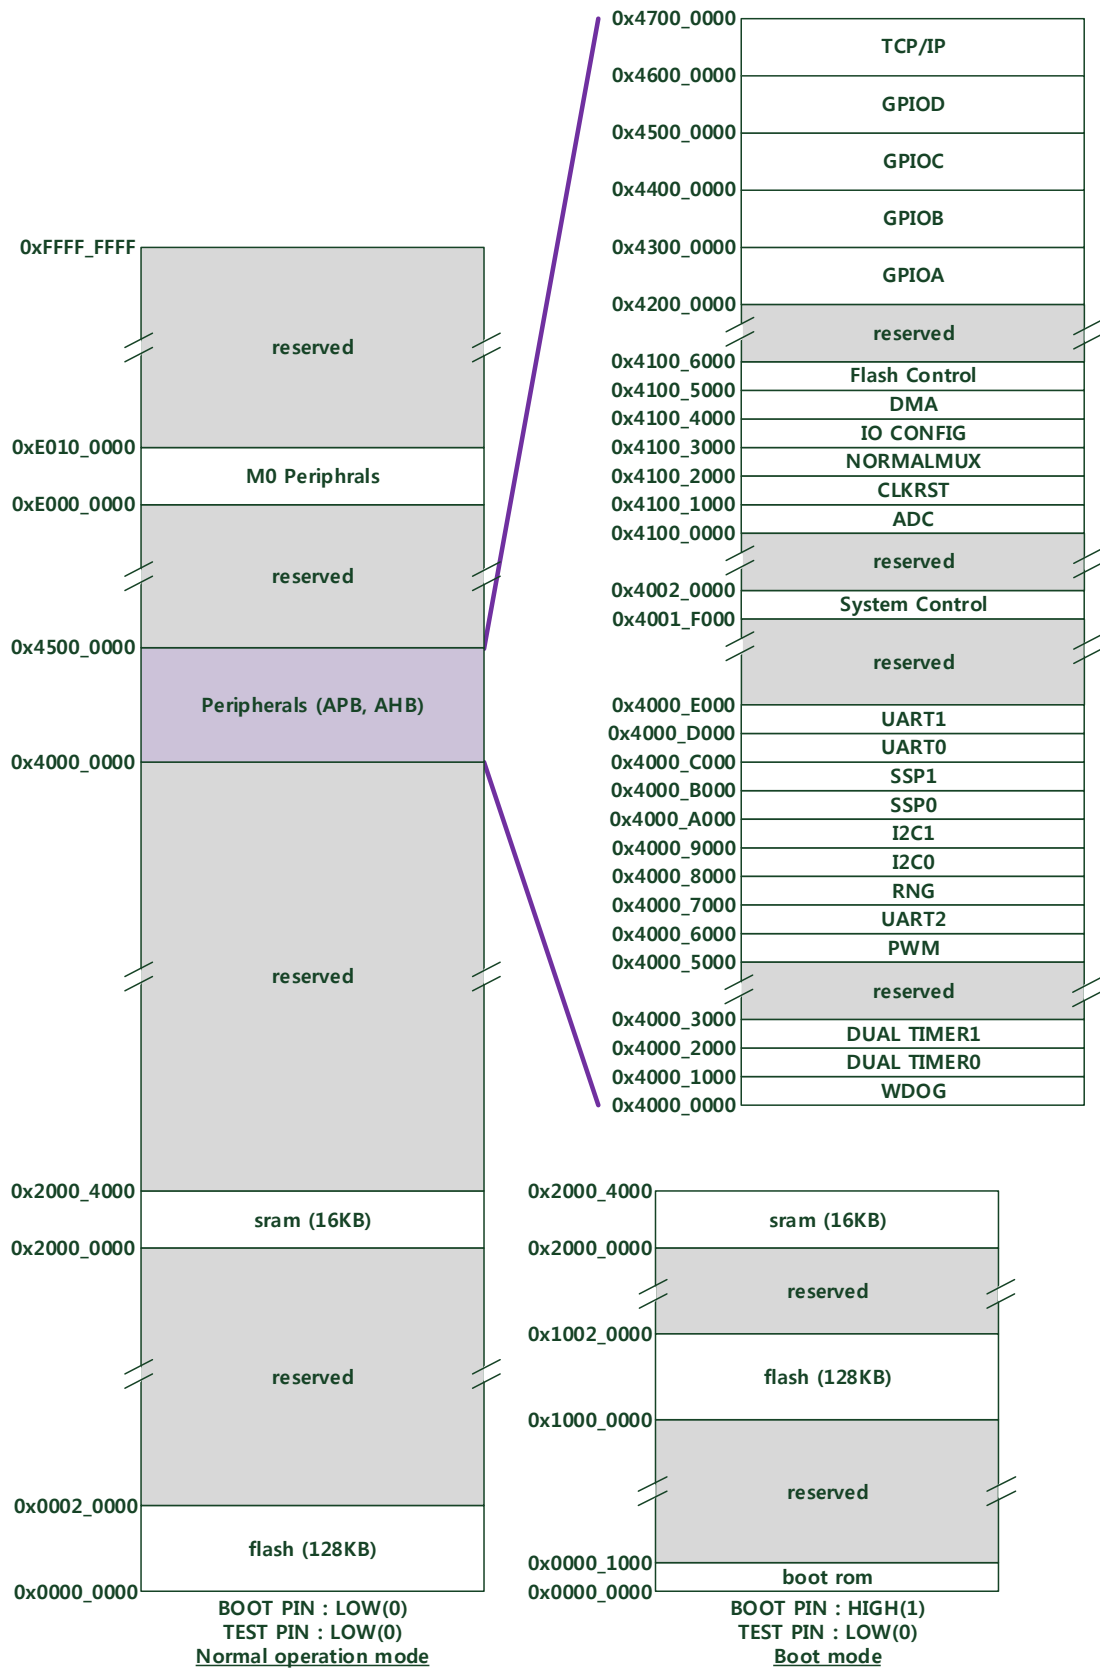 0xFFFF_FFFF
reserved
0xE010_0000
M0 Periphrals
0xE000_0000
reserved
0x4500_0000
Peripherals (APB, AHB)
0x4000_0000
reserved
0x2000_4000
sram (16KB)
0x2000_0000
reserved
0x0002_0000
flash (128KB)
0x0000_0000
BOOT PIN : LOW(0)
TEST PIN : LOW(0)
Normal operation mode
0x4700_0000
TCP/IP
0x4600_0000
GPIOD
0x4500_0000
GPIOC
0x4400_0000
GPIOB
0x4300_0000
GPIOA
0x4200_0000
reserved
0x4100_6000
Flash Control
0x4100_5000
DMA
0x4100_4000
IO CONFIG
0x4100_3000
NORMALMUX
0x4100_2000
CLKRST
0x4100_1000
ADC
0x4100_0000
reserved
0x4002_0000
System Control
0x4001_F000
reserved
0x4000_E000
UART1
0x4000_D000
UART0
0x4000_C000
SSP1
0x4000_B000
SSP0
0x4000_A000
I2C1
0x4000_9000
I2C0
0x4000_8000
RNG
0x4000_7000
UART2
0x4000_6000
PWM
0x4000_5000
reserved
0x4000_3000
DUAL TIMER1
0x4000_2000
DUAL TIMER0
0x4000_1000
WDOG
0x4000_0000
0x2000_4000
sram (16KB)
0x2000_0000
reserved
0x1002_0000
flash (128KB)
0x1000_0000
reserved
0x0000_1000
boot rom
0x0000_0000
BOOT PIN : HIGH(1)
TEST PIN : LOW(0)
Boot mode